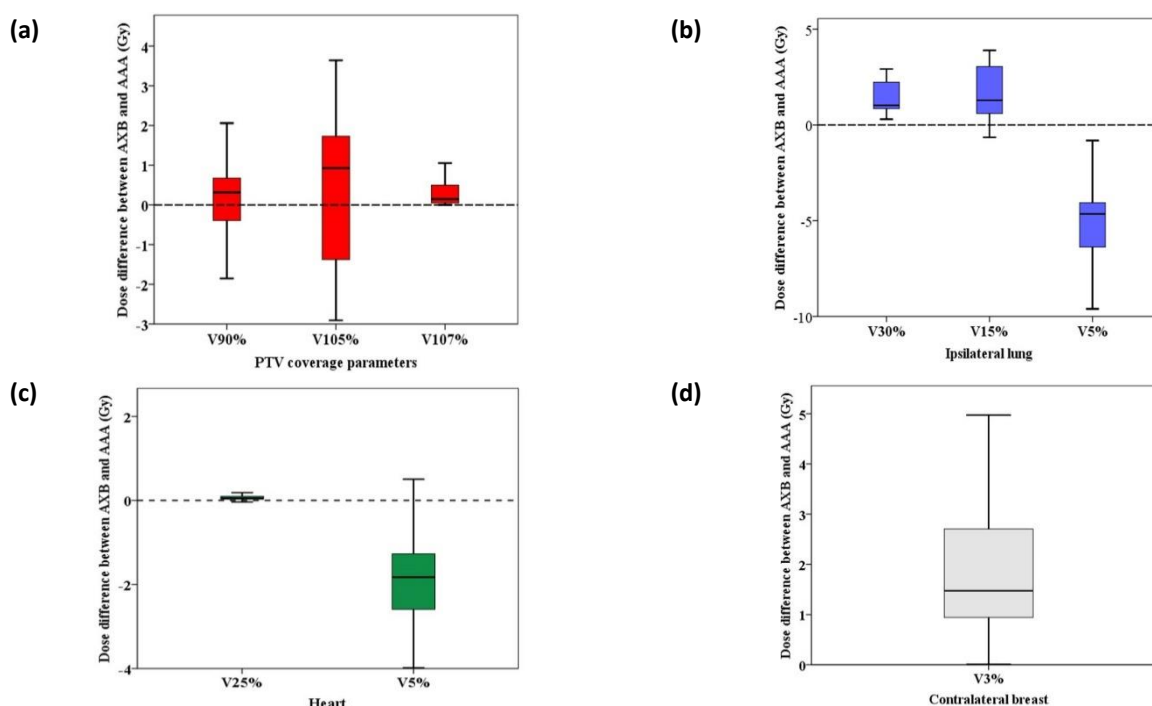 (a)
Dose difference between AXB and AAA (Gy)
4
3
2
1
0
-1
-2
-3
V90% V105% V107%
PTV coverage parameters
(b)
Dose difference between AXB and AAA (Gy)
5
0
-5
-10
V30% V15% V5%
Ipsilateral lung
(c)
Dose difference between AXB and AAA (Gy)
2
0
-2
-4
V25% V5%
Heart
(d)
Dose difference between AXB and AAA (Gy)
5
4
3
2
1
0
V3%
Contralateral breast